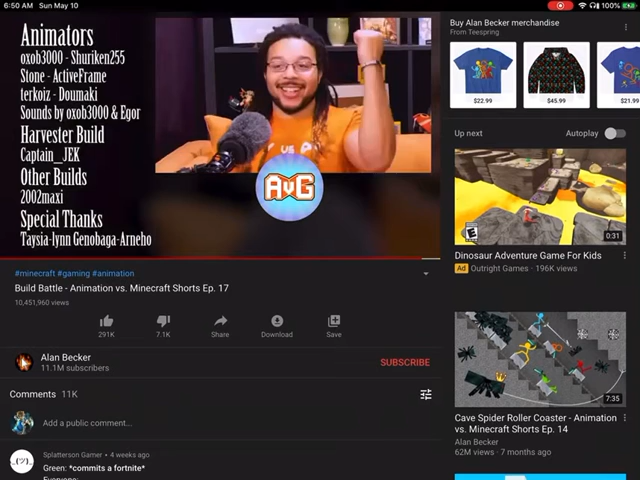 6:50 AM Sun May 10
100%
Animators
oxob3000 - Shuriken255
Stone - ActiveFrame
terkoiz - Doumaki
Sounds by oxob3000 & Egor
Harvester Build
Captain_JEK
Other Builds
2002maxi
Special Thanks
Taysia-lynn Genobaga-Arneho
AvG
#minecraft #gaming #animation
Build Battle - Animation vs. Minecraft Shorts Ep. 17
10,451,960 views
291K
7.1K
Share
Download
Save
Alan Becker
11.1M subscribers
SUBSCRIBE
Comments 11K
Add a public comment...
Splatterson Gamer • 4 weeks ago
Green: *commits a fortnite*
Everyone:
Buy Alan Becker merchandise
From Teespring
$22.99
$45.99
$21.99
Up next
Autoplay
0:31
Dinosaur Adventure Game For Kids
Ad Outright Games · 196K views
7:35
Cave Spider Roller Coaster - Animation
vs. Minecraft Shorts Ep. 14
Alan Becker
62M views · 7 months ago